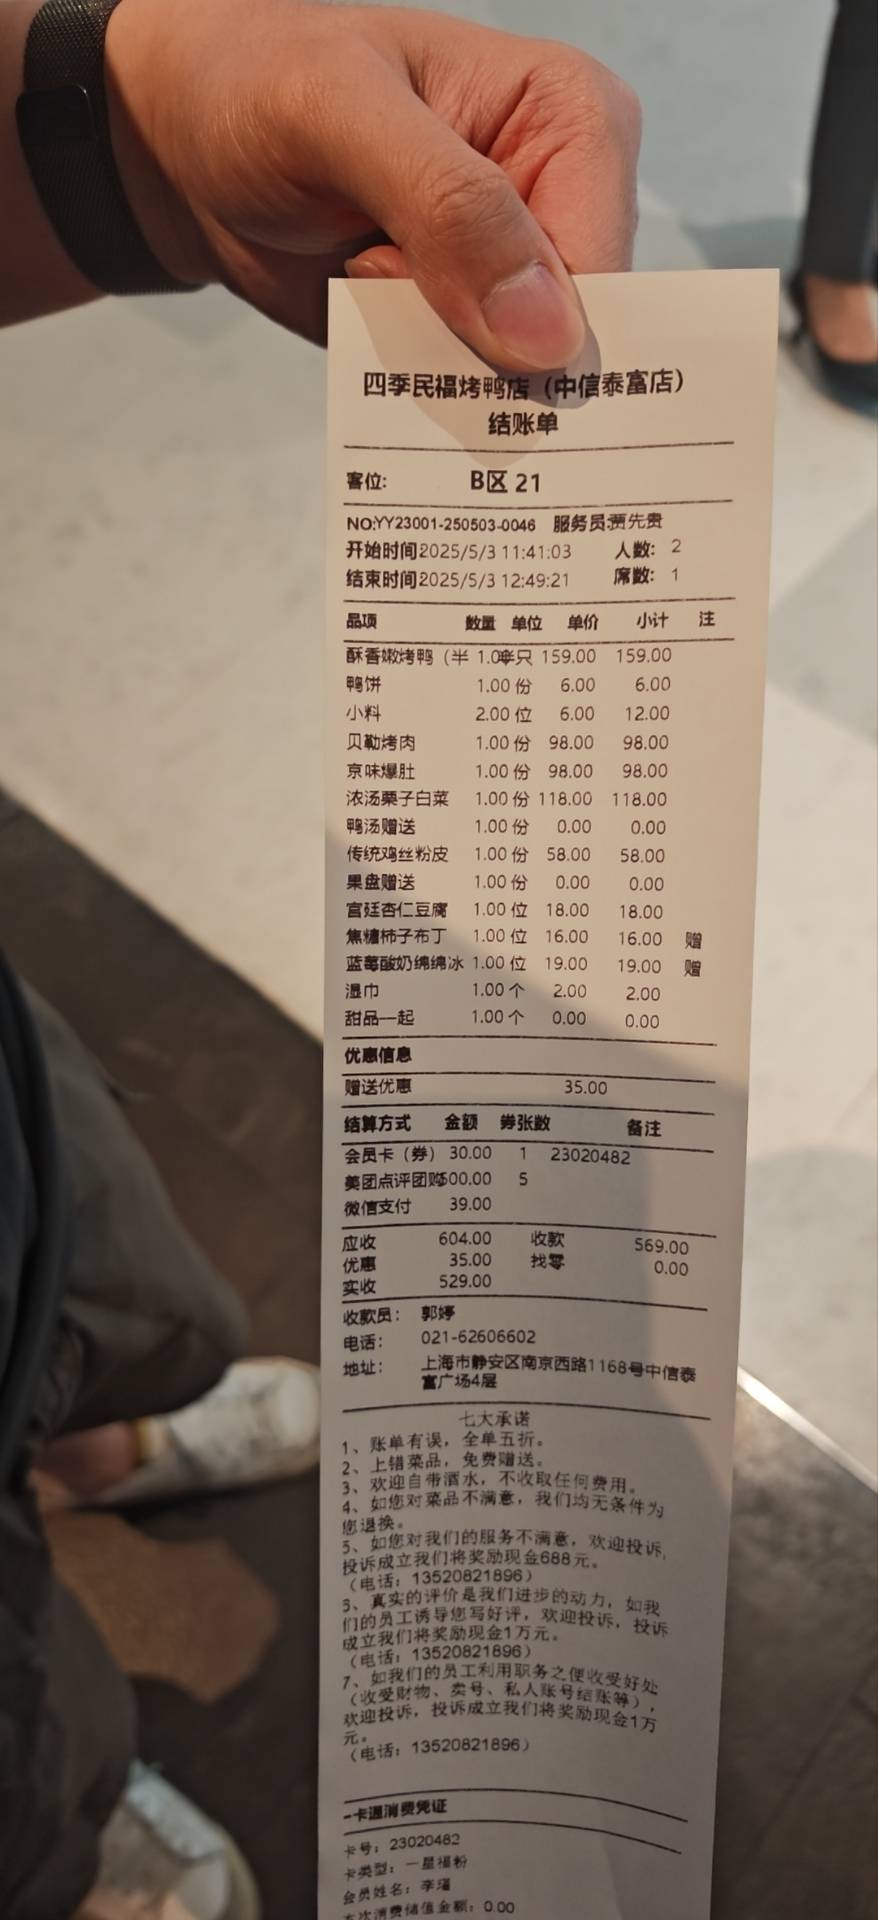 四季民福烤鸭店（中信泰富店）
结账单
客位： B区 21
NO:YY23001-250503-0046 服务员:贾先贵
开始时间2025/5/3 11:41:03 人数： 2
结束时间2025/5/3 12:49:21 席数： 1
品项 数量 单位 单价 小计 注
酥香嫩烤鸭（半 1.00半只 159.00 159.00
鸭饼 1.00 份 6.00 6.00
小料 2.00 位 6.00 12.00
贝勒烤肉 1.00 份 98.00 98.00
京味爆肚 1.00 份 98.00 98.00
浓汤栗子白菜 1.00 份 118.00 118.00
鸭汤赠送 1.00 份 0.00 0.00
传统鸡丝粉皮 1.00 份 58.00 58.00
果盘赠送 1.00 份 0.00 0.00
宫廷杏仁豆腐 1.00 位 18.00 18.00
焦糖柿子布丁 1.00 位 16.00 16.00 赠
蓝莓酸奶绵绵冰 1.00 位 19.00 19.00 赠
湿巾 1.00 个 2.00 2.00
甜品一起 1.00 个 0.00 0.00
优惠信息
赠送优惠 35.00
结算方式 金额 券张数 备注
会员卡（券） 30.00 1 23020482
美团点评团购500.00 5
微信支付 39.00
应收 604.00 收款 569.00
优惠 35.00 找零 0.00
实收 529.00
收款员： 郭婷
电话： 021-62606602
地址： 上海市静安区南京西路1168号中信泰
富广场4层
七大承诺
1、账单有误，全单五折。
2、上错菜品，免费赠送。
3、欢迎自带酒水，不收取任何费用。
4、如您对菜品不满意，我们均无条件为
您退换。
5、如您对我们的服务不满意，欢迎投诉，
投诉成立我们将奖励现金688元。
（电话：13520821896）
6、真实的评价是我们进步的动力，如我
们的员工诱导您写好评，欢迎投诉，投诉
成立我们将奖励现金1万元。
（电话：13520821896）
7、如我们的员工利用职务之便收受好处
（收受财物、卖号、私人账号结账等），
欢迎投诉，投诉成立我们将奖励现金1万
元。
（电话：13520821896）
一卡通消费凭证
卡号：23020482
卡类型：一星福粉
会员姓名：李瑶
本次消费储值金额：0.00